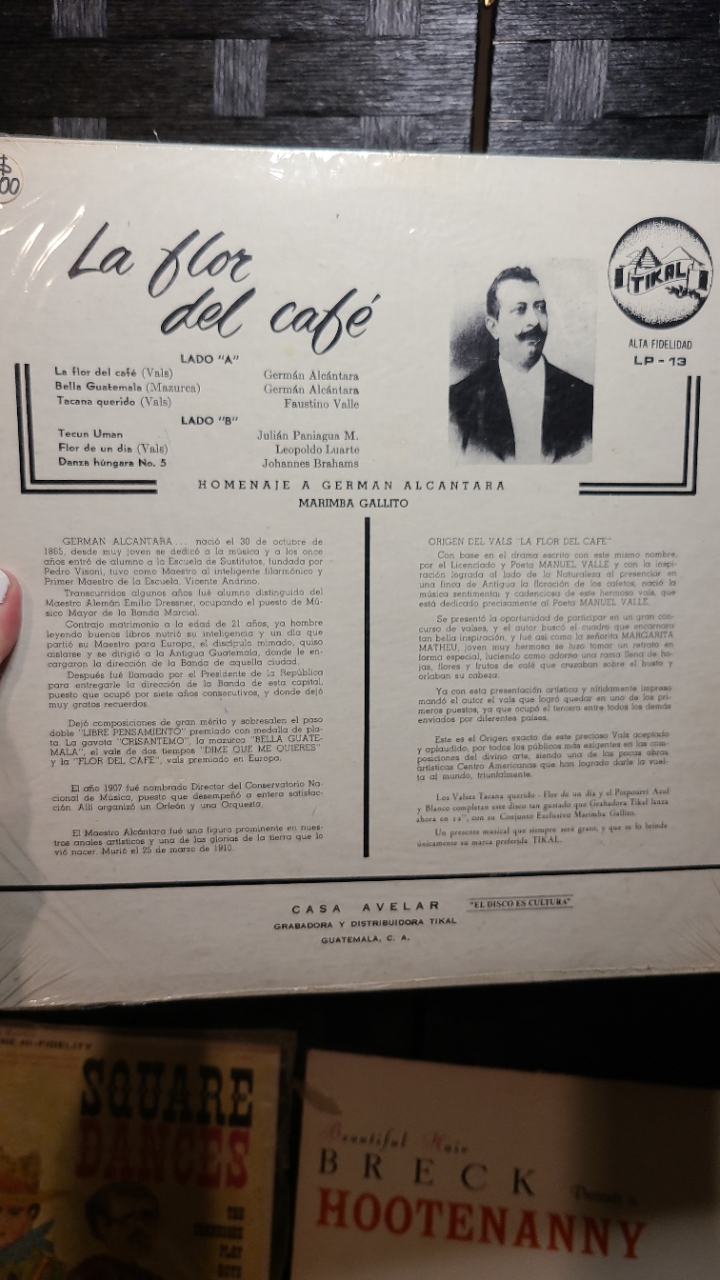 $
00
La flor
del café
TIKAL
ALTA FIDELIDAD
LP - 13
LADO "A"
La flor del café (Vals) Germán Alcántara
Bella Guatemala (Mazurca) Germán Alcántara
Tacana querido (Vals) Faustino Valle
LADO "B"
Tecun Uman Julián Paniagua M.
Flor de un dia (Vals) Leopoldo Luarte
Danza húngara No. 5 Johannes Brahams
HOMENAJE A GERMAN ALCANTARA
MARIMBA GALLITO
GERMAN ALCANTARA... nació el 30 de octubre de
1865, desde muy joven se dedicó a la música y a los once
años entró de alumno a la Escuela de Sustitutos, fundada por
Pedro Visoni, tuvo como Maestro al inteligente filarmónico y
Primer Maestro de la Escuela, Vicente Andrino.
Transcurridos algunos años fué alumno distinguido del
Maestro Alemán Emilio Dressner, ocupando el puesto de Mú-
sico Mayor de la Banda Marcial.
Contrajo matrimonio a la edad de 21 años, ya hombre
leyendo buenos libros nutrió su inteligencia y un día que
partió su Maestro para Europa, el discípulo mimado, quiso
aislarse y se dirigió a la Antigua Guatemala, donde le en-
cargaron la dirección de la Banda de aquella ciudad.
Después fué llamado por el Presidente de la República
para entregarle la dirección de la Banda de esta capital,
puesto que ocupó por siete años consecutivos, y donde dejó
muy gratos recuerdos.
Dejó composiciones de gran mérito y sobresalen el paso
doble "LIBRE PENSAMIENTO" premiado con medalla de pla-
ta. La gavota "CRISANTEMO", la mazurca "BELLA GUATE-
MALA", el vals de dos tiempos "DIME QUE ME QUIERES"
y la "FLOR DEL CAFE", vals premiado en Europa.
El año 1907 fué nombrado Director del Conservatorio Na-
cional de Música, puesto que desempeñó a entera satisfac-
ción. Allí organizó un Orleón y una Orquesta.
El Maestro Alcántara fué una figura prominente en nues-
tros anales artísticos y una de las glorias de la tierra que lo
vió nacer. Murió el 25 de marzo de 1910.
ORIGEN DEL VALS "LA FLOR DEL CAFE"
Con base en el drama escrito con este mismo nombre,
por el Licenciado y Poeta MANUEL VALLE y con la inspi-
ración lograda al lado de la Naturaleza al presenciar en
una finca de Antigua la floración de los cafetos, nació la
música sentimental y cadenciosa de este hermoso vals, que
está dedicado precisamente al Poeta MANUEL VALLE.
Se presentó la oportunidad de participar en un gran con-
curso de valses, y el autor buscó el cuadro que encarnara
tan bella inspiración, y fué así como la señorita MARGARITA
MATHEU, joven muy hermosa se hizo tomar un retrato en
forma especial, luciendo como adorno una rama llena de ho-
jas, flores y frutos de café que cruzaban sobre el busto y
orlaban su cabeza.
Ya con esta presentación artística y nítidamente impreso
mandó el autor el vals que logró quedar en uno de los pri-
meros puestos, ya que ocupó el tercero entre todos los demás
enviados por diferentes países.
Este es el Origen exacto de este precioso Vals aceptado
y aplaudido, por todos los públicos más exigentes en las com-
posiciones del divino arte, siendo una de las pocas obras
artísticas Centro Americanas que han logrado darle la vuel-
ta al mundo, triunfalmente.
Los Valses Tacana querido - Flor de un día y el Potpourri Azul
y Blanco completan este disco tan gustado que Grabadora Tikal lanza
ahora en 12", con su Conjunto Exclusivo Marimba Gallito.
Un presente musical que siempre será grato, y que es lo brinda
únicamente su marca preferida TIKAL.
CASA AVELAR "EL DISCO ES CULTURA"
GRABADORA Y DISTRIBUIDORA TIKAL
GUATEMALA, C. A.
HI-FIDELITY
SQUARE
DANCES
THE
PLAY
Beautiful Hair
BRECK
HOOTENANNY